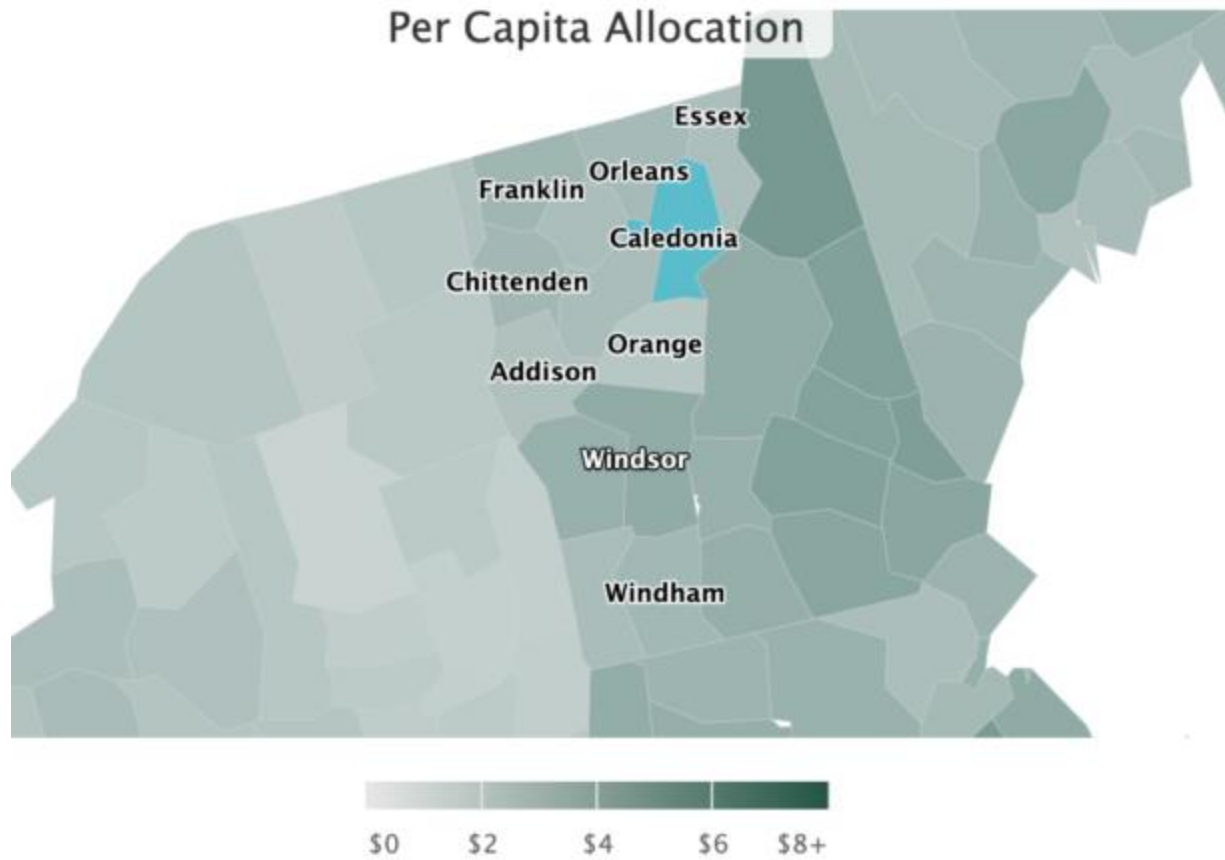 Per Capita Allocation
Essex
Orleans
Franklin
Caledonia
Chittenden
Orange
Addison
Windsor
Windham
$0 $2 $4 $6 $8+